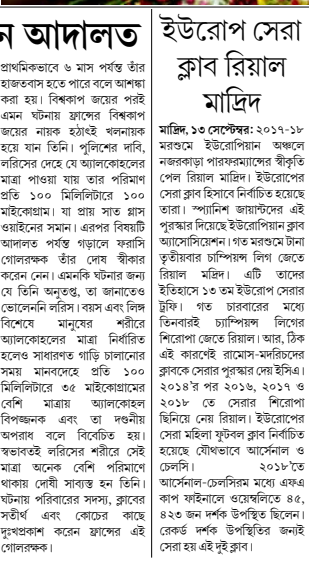 ন আদালত
প্রাথমিকভাবে ৬ মাস পর্যন্ত তাঁর
হাজতবাস হতে পারে বলে আশঙ্কা
করা হয়। বিশ্বকাপ জয়ের পরই
এমন ঘটনায় ফ্রান্সের বিশ্বকাপ
জয়ের নায়ক হঠাৎই খলনায়ক
হয়ে যান তিনি। পুলিশের দাবি,
লরিসের দেহে যে অ্যালকোহলের
মাত্রা পাওয়া যায় তার পরিমাণ
প্রতি ১০০ মিলিলিটারে ১০০
মাইকোগ্রাম। যা প্রায় সাত গ্লাস
ওয়াইনের সমান। এরপর বিষয়টি
আদালত পর্যন্ত গড়ালে ফরাসি
গোলরক্ষক তাঁর দোষ স্বীকার
করেন নেন। এমনকি ঘটনার জন্য
যে তিনি অনুতপ্ত, তা জানাতেও
ভোলেননি লরিস। বয়স এবং লিঙ্গ
বিশেষে মানুষের শরীরে
অ্যালকোহলের মাত্রা নির্ধারিত
হলেও সাধারণত গাড়ি চালানোর
সময় মানবদেহে প্রতি ১০০
মিলিলিটারে ৩৫ মাইকোগ্রামের
বেশি মাত্রায় অ্যালকোহল
বিপজ্জনক এবং তা দণ্ডনীয়
অপরাধ বলে বিবেচিত হয়।
স্বভাবতই লরিসের শরীরে সেই
মাত্রা অনেক বেশি পরিমাণে
থাকায় দোষী সাব্যস্ত হন তিনি।
ঘটনায় পরিবারের সদস্য, ক্লাবের
সতীর্থ এবং কোচের কাছে
দুঃখপ্রকাশ করেন ফ্রান্সের এই
গোলরক্ষক।
ইউরোপ সেরা
ক্লাব রিয়াল
মাদ্রিদ
মাদ্রিদ, ১৩ সেপ্টেম্বর: ২০১৭-১৮
মরশুমে ইউরোপিয়ান অঞ্চলে
নজরকাড়া পারফরম্যান্সের স্বীকৃতি
পেল রিয়াল মাদ্রিদ। ইউরোপের
সেরা ক্লাব হিসাবে নির্বাচিত হয়েছে
তারা। স্প্যানিশ জায়ান্টদের এই
পুরস্কার দিয়েছে ইউরোপিয়ান ক্লাব
অ্যাসোসিয়েশন। গত মরশুমে টানা
তৃতীয়বার চাম্পিয়ন্স লিগ জেতে
রিয়াল মদ্রিদ। এটি তাদের
ইতিহাসে ১৩ তম ইউরোপ সেরার
ট্রফি। গত চারবারের মধ্যে
তিনবারই চ্যাম্পিয়ন্স লিগের
শিরোপা জেতে রিয়াল। আর, ঠিক
এই কারণেই রামোস-মদরিচদের
ক্লাবকে সেরার পুরস্কার দেয় ইসিএ।
২০১৪'র পর ২০১৬, ২০১৭ ও
২০১৮ তে সেরার শিরোপা
ছিনিয়ে নেয় রিয়াল। ইউরোপের
সেরা মহিলা ফুটবল ক্লাব নির্বাচিত
হয়েছে যৌথভাবে আর্সেনাল ও
চেলসি। ২০১৮'তে
আর্সেনাল-চেলসিরম মধ্যে এফএ
কাপ ফাইনালে ওয়েম্বলিতে ৪৫,
৪২৩ জন দর্শক উপস্থিত ছিলেন।
রেকর্ড দর্শক উপস্থিতির জন্যই
সেরা হয় এই দুই ক্লাব।